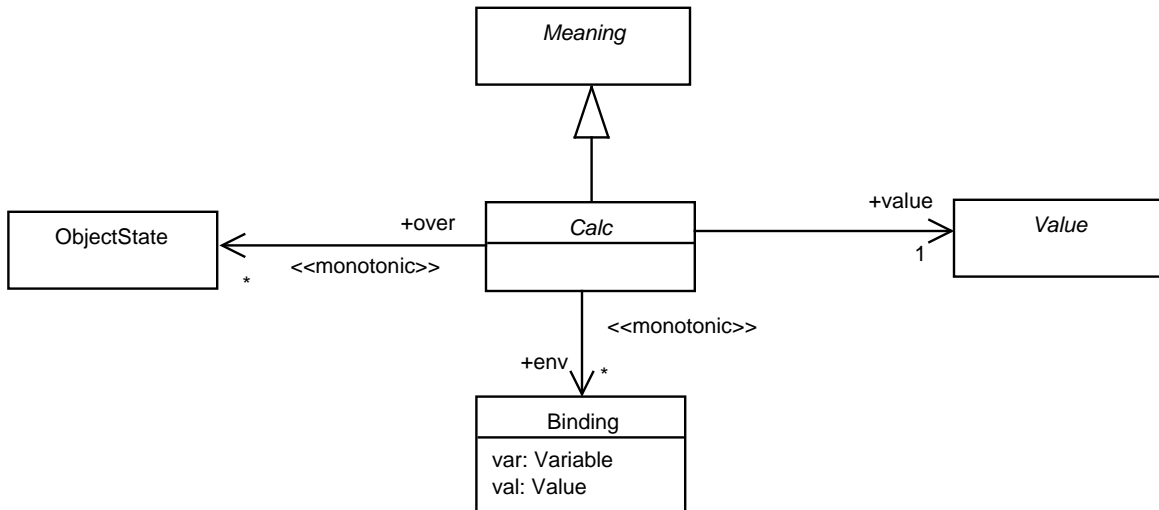 Meaning
+value
+over
Calc
Value
ObjectState
1
<<monotonic>>
*
<<monotonic>>
+env
*
Binding
var: Variable
val: Value